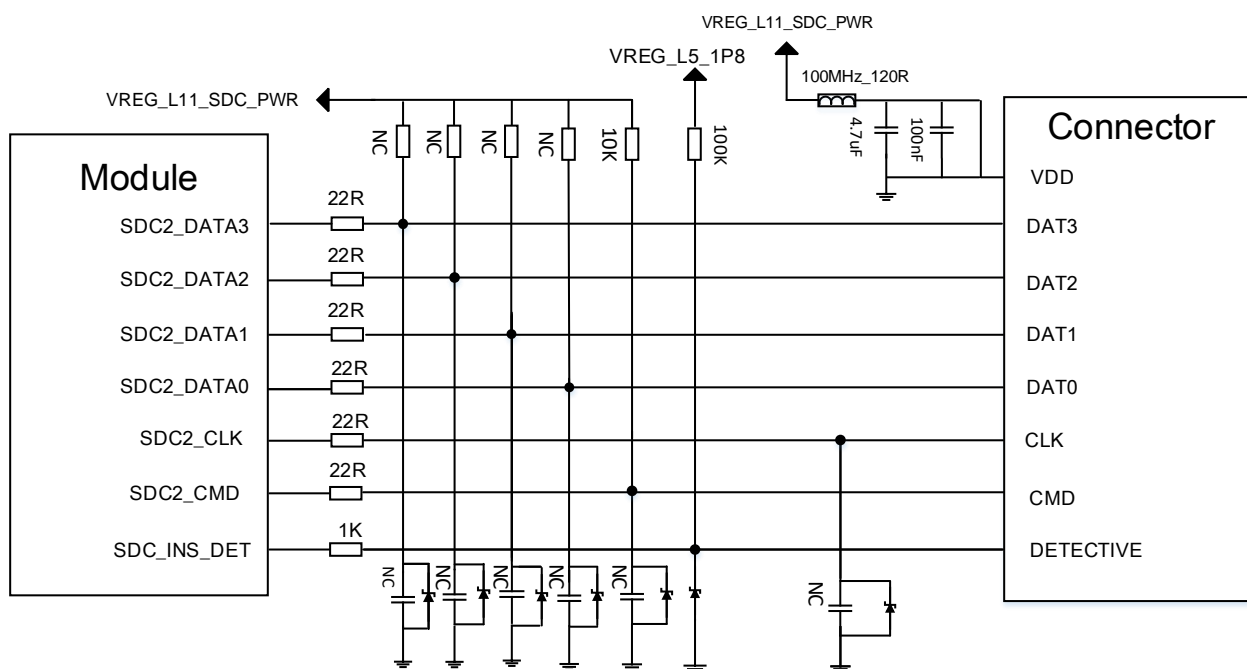 VREG_L11_SDC_PWR
VREG_L5_1P8
100MHz_120R
VREG_L11_SDC_PWR
NC
NC
NC
NC
10K
100K
4.7uF
100nF
Connector
Module
VDD
22R
SDC2_DATA3
DAT3
22R
SDC2_DATA2
DAT2
22R
SDC2_DATA1
DAT1
22R
SDC2_DATA0
DAT0
22R
SDC2_CLK
CLK
22R
SDC2_CMD
CMD
1K
SDC_INS_DET
DETECTIVE
NC
NC
NC
NC
NC
NC